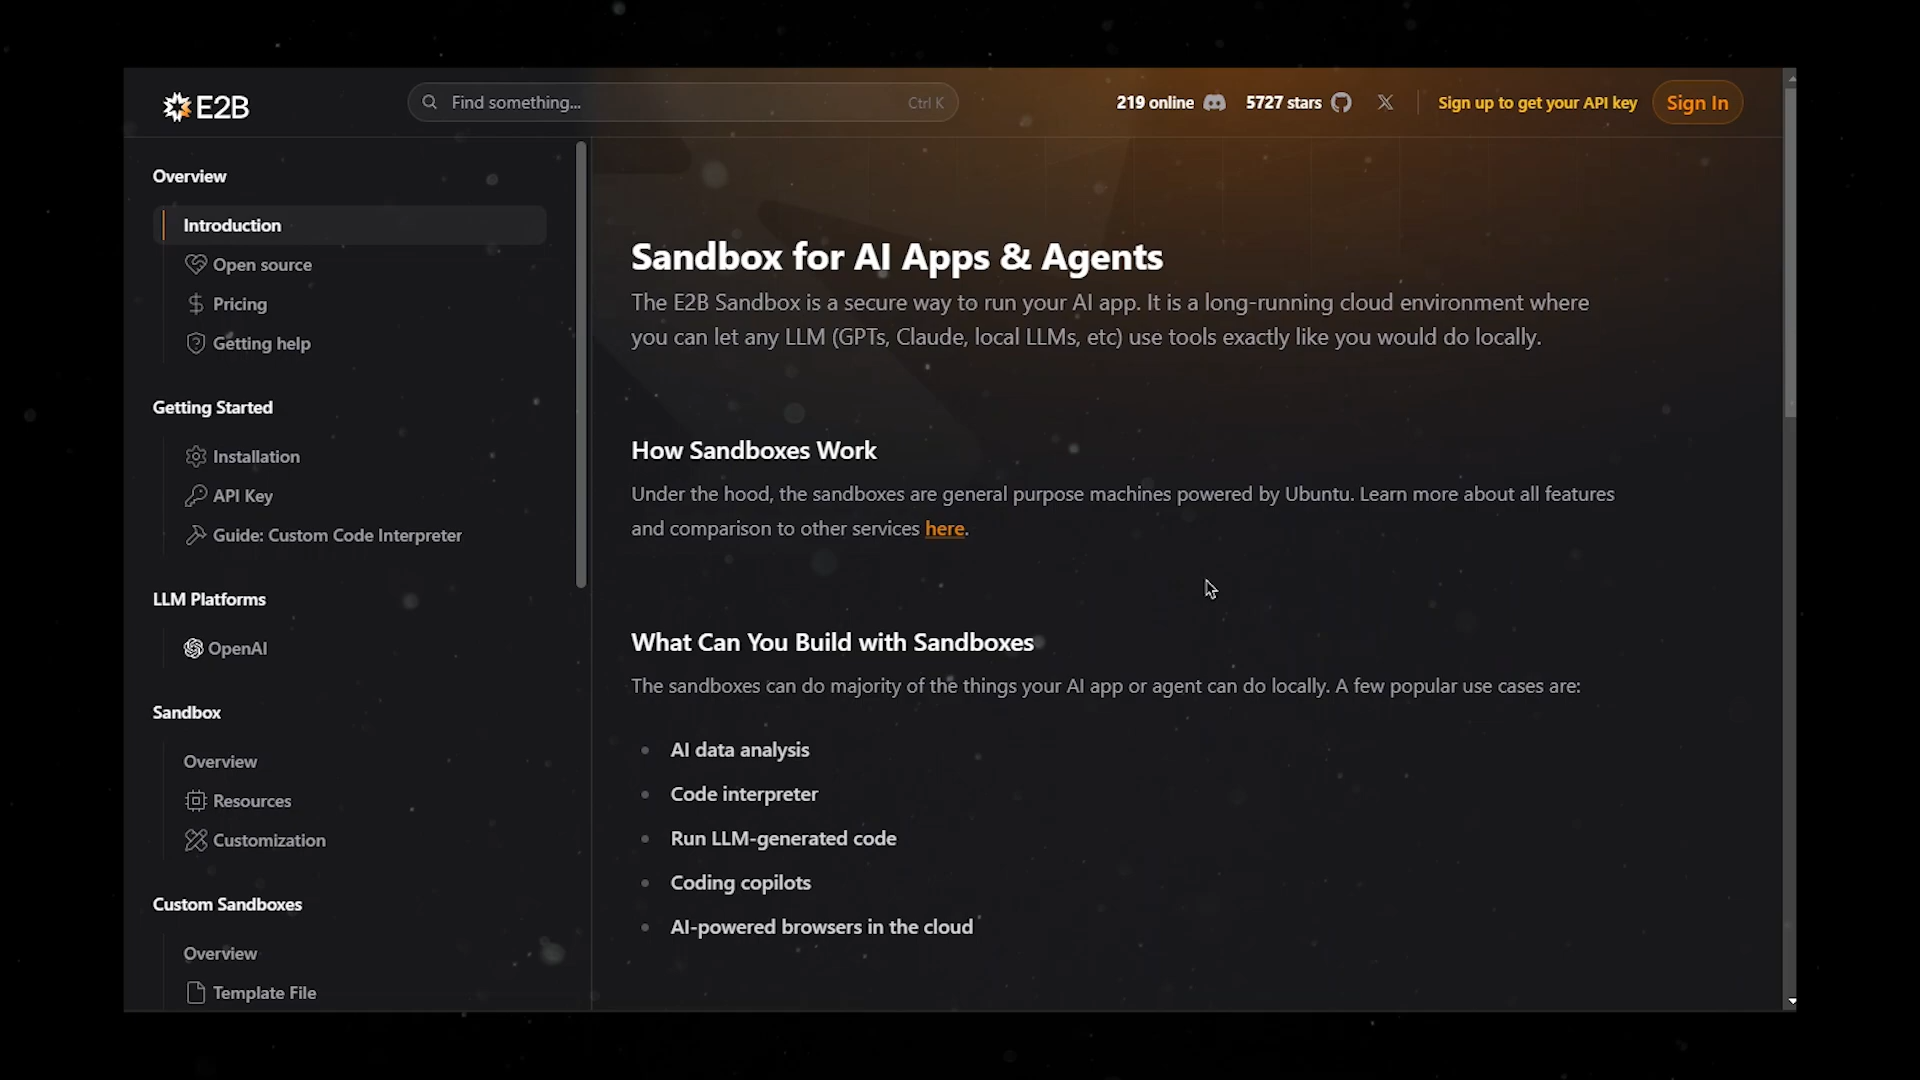 E2B
Find something...
Ctrl K
219 online
5727 stars
Sign up to get your API key
Sign In
Overview
Introduction
Open source
Pricing
Getting help
Getting Started
Installation
API Key
Guide: Custom Code Interpreter
LLM Platforms
OpenAI
Sandbox
Overview
Resources
Customization
Custom Sandboxes
Overview
Template File
Sandbox for AI Apps & Agents
The E2B Sandbox is a secure way to run your AI app. It is a long-running cloud environment where
you can let any LLM (GPTs, Claude, local LLMs, etc) use tools exactly like you would do locally.
How Sandboxes Work
Under the hood, the sandboxes are general purpose machines powered by Ubuntu. Learn more about all features
and comparison to other services here.
What Can You Build with Sandboxes
The sandboxes can do majority of the things your AI app or agent can do locally. A few popular use cases are:
AI data analysis
Code interpreter
Run LLM-generated code
Coding copilots
AI-powered browsers in the cloud